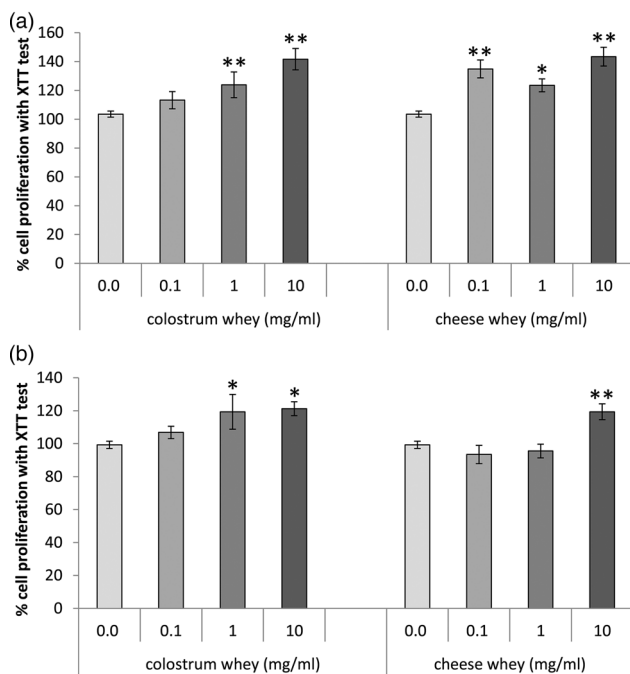 (a)
% cell proliferation with XTT test
160
140
120
100
80
60
40
20
0
** ** ** * **
0.0 0.1 1 10 0.0 0.1 1 10
colostrum whey (mg/ml) cheese whey (mg/ml)
(b)
% cell proliferation with XTT test
140
120
100
80
60
40
20
0
* * **
0.0 0.1 1 10 0.0 0.1 1 10
colostrum whey (mg/ml) cheese whey (mg/ml)